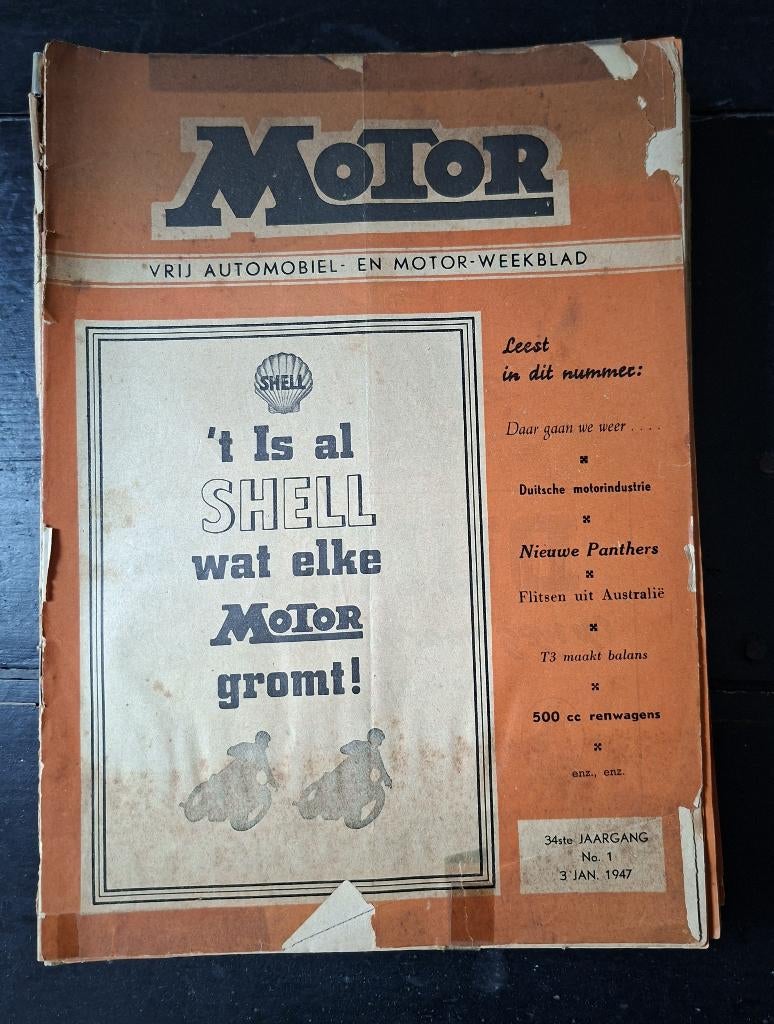 MOTOR
VRIJ AUTOMOBIEL- EN MOTOR-WEEKBLAD
SHELL
't Is al
SHELL
wat elke
MOTOR
gromt!
Leest
in dit nummer:
Daar gaan we weer . . . .
Duitsche motorindustrie
Nieuwe Panthers
Flitsen uit Australië
T3 maakt balans
500 cc renwagens
enz., enz.
34ste JAARGANG
No. 1
3 JAN. 1947